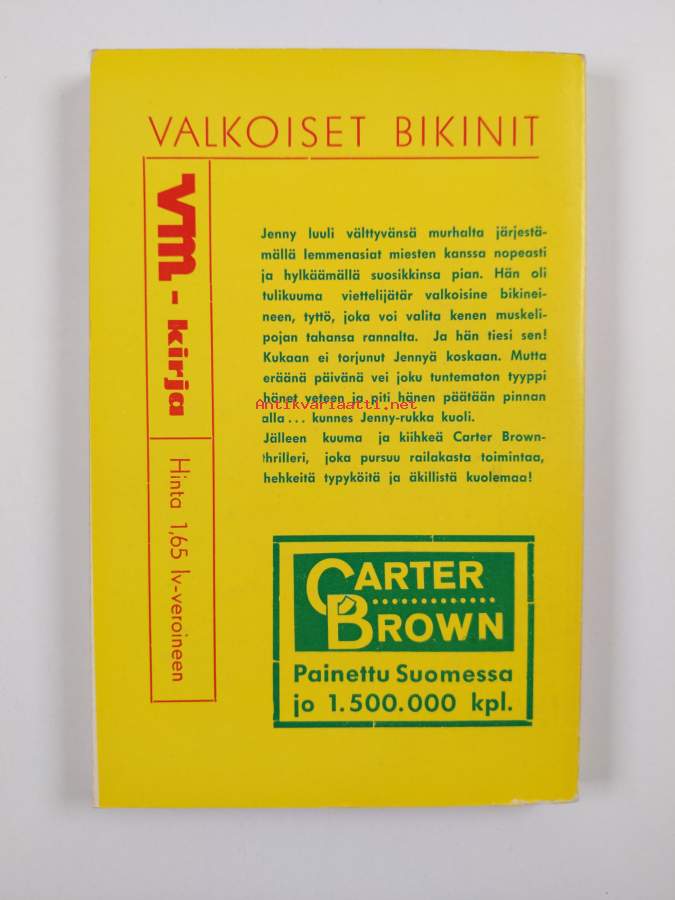 VALKOISET BIKINIT
vm-kirja
Hinta 1,65 lv-veroineen
Jenny luuli välttyvänsä murhalta järjestä-
mällä lemmenasiat miesten kanssa nopeasti
ja hylkäämällä suosikkinsa pian. Hän oli
tulikuuma viettelijätär valkoisine bikinei-
neen, tyttö, joka voi valita kenen muskeli-
pojan tahansa rannalta. Ja hän tiesi sen!
Kukaan ei torjunut Jennyä koskaan. Mutta
eräänä päivänä vei joku tuntematon tyyppi
hänet veteen ja piti hänen päätään pinnan
Antikvariaatti.net
alla... kunnes Jenny-rukka kuoli.
Jälleen kuuma ja kiihkeä Carter Brown-
thrilleri, joka pursuu railakasta toimintaa,
hehkeitä typyköitä ja äkillistä kuolemaa!
CARTER
BROWN
Painettu Suomessa
jo 1.500.000 kpl.